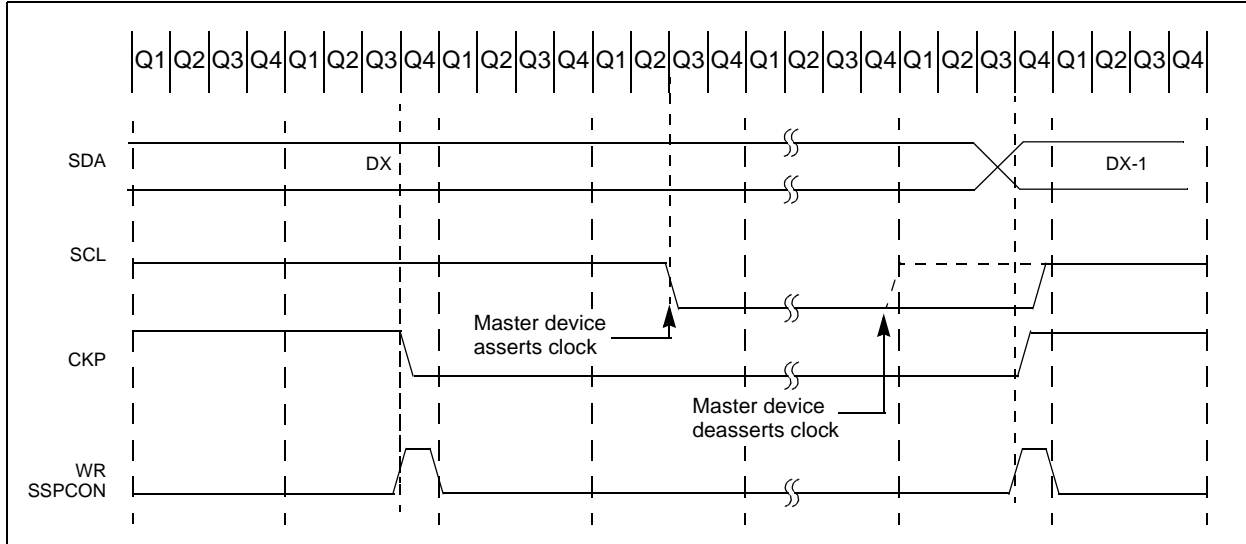 Q1 Q2 Q3 Q4 Q1 Q2 Q3 Q4 Q1 Q2 Q3 Q4 Q1 Q2 Q3 Q4 Q1 Q2 Q3 Q4 Q1 Q2 Q3 Q4 Q1 Q2 Q3 Q4
SDA
DX
DX-1
SCL
Master device
asserts clock
CKP
Master device
deasserts clock
WR
SSPCON